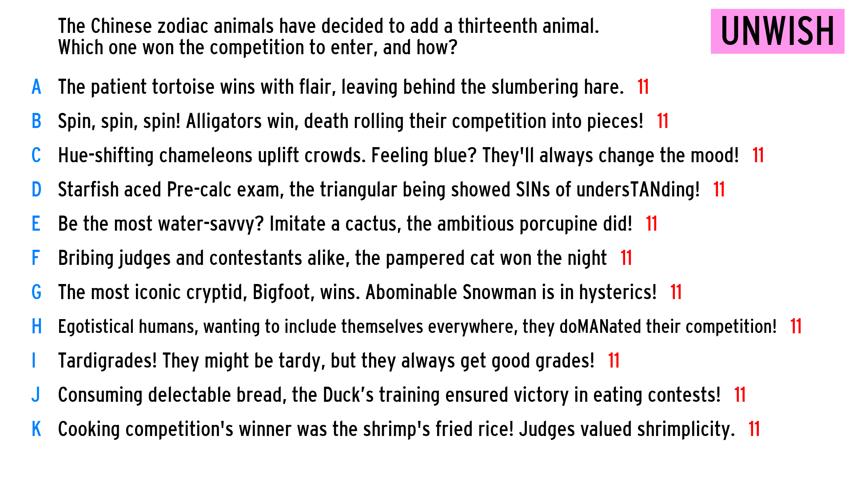 The Chinese zodiac animals have decided to add a thirteenth animal.
Which one won the competition to enter, and how?
UNWISH
A The patient tortoise wins with flair, leaving behind the slumbering hare. 11
B Spin, spin, spin! Alligators win, death rolling their competition into pieces! 11
C Hue-shifting chameleons uplift crowds. Feeling blue? They'll always change the mood! 11
D Starfish aced Pre-calc exam, the triangular being showed SINs of undersTANding! 11
E Be the most water-savvy? Imitate a cactus, the ambitious porcupine did! 11
F Bribing judges and contestants alike, the pampered cat won the night 11
G The most iconic cryptid, Bigfoot, wins. Abominable Snowman is in hysterics! 11
H Egotistical humans, wanting to include themselves everywhere, they doMANated their competition! 11
I Tardigrades! They might be tardy, but they always get good grades! 11
J Consuming delectable bread, the Duck’s training ensured victory in eating contests! 11
K Cooking competition's winner was the shrimp's fried rice! Judges valued shrimplicity. 11